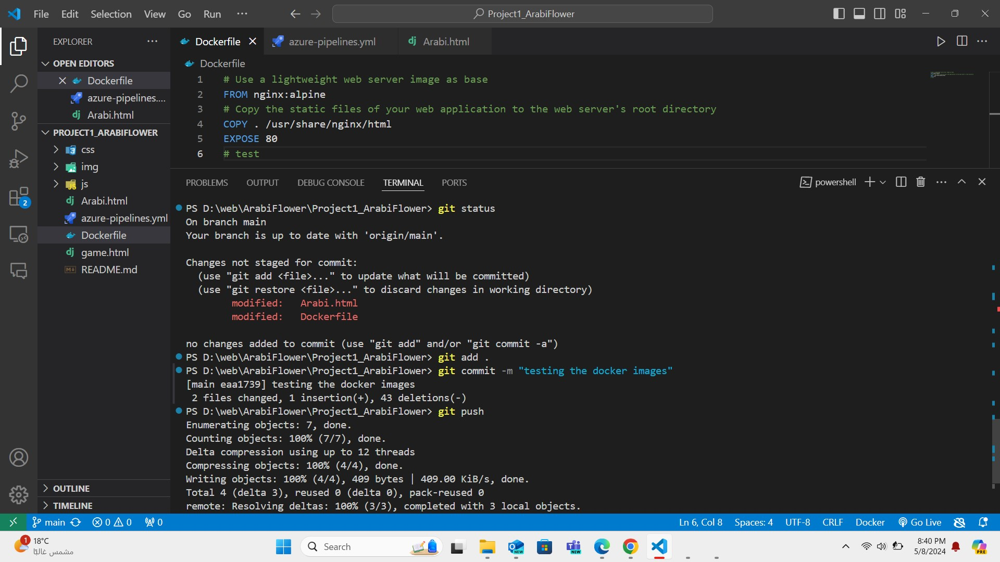 File Edit Selection View Go Run ···
Project1_ArabiFlower
EXPLORER ···
OPEN EDITORS
Dockerfile
azure-pipelines....
Arabi.html
PROJECT1_ARABIFLOWER
css
img
js
Arabi.html
azure-pipelines.yml
Dockerfile
game.html
README.md
OUTLINE
TIMELINE
2
Dockerfile azure-pipelines.yml Arabi.html
Dockerfile
1 # Use a lightweight web server image as base
2 FROM nginx:alpine
3 # Copy the static files of your web application to the web server's root directory
4 COPY . /usr/share/nginx/html
5 EXPOSE 80
6 # test
PROBLEMS OUTPUT DEBUG CONSOLE TERMINAL PORTS powershell
PS D:\web\ArabiFlower\Project1_ArabiFlower> git status
On branch main
Your branch is up to date with 'origin/main'.
Changes not staged for commit:
(use "git add <file>..." to update what will be committed)
(use "git restore <file>..." to discard changes in working directory)
modified: Arabi.html
modified: Dockerfile
no changes added to commit (use "git add" and/or "git commit -a")
PS D:\web\ArabiFlower\Project1_ArabiFlower> git add .
PS D:\web\ArabiFlower\Project1_ArabiFlower> git commit -m "testing the docker images"
[main eaa1739] testing the docker images
2 files changed, 1 insertion(+), 43 deletions(-)
PS D:\web\ArabiFlower\Project1_ArabiFlower> git push
Enumerating objects: 7, done.
Counting objects: 100% (7/7), done.
Delta compression using up to 12 threads
Compressing objects: 100% (4/4), done.
Writing objects: 100% (4/4), 409 bytes | 409.00 KiB/s, done.
Total 4 (delta 3), reused 0 (delta 0), pack-reused 0
remote: Resolving deltas: 100% (3/3), completed with 3 local objects.
main 0 0 0 Ln 6, Col 8 Spaces: 4 UTF-8 CRLF Docker Go Live
1 18°C
مشمس غالبًا
Search
NEW NEW
8:40 PM
5/8/2024
PRE